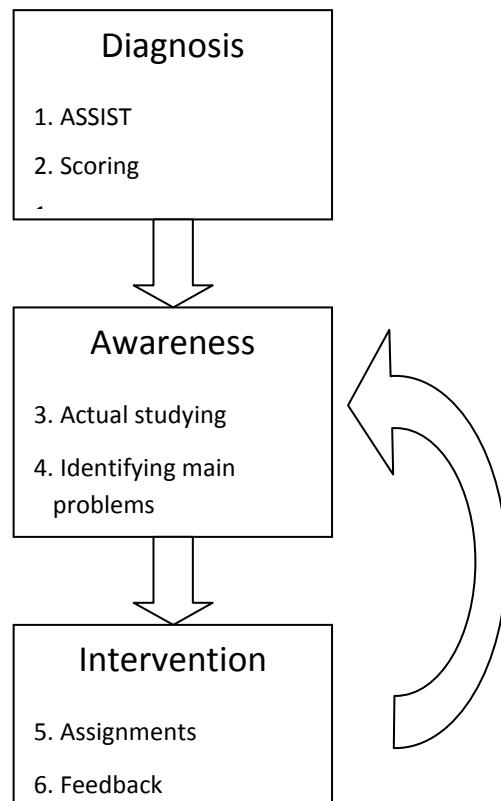 Diagnosis
1. ASSIST
2. Scoring
Awareness
3. Actual studying
4. Identifying main
problems
Intervention
5. Assignments
6. Feedback